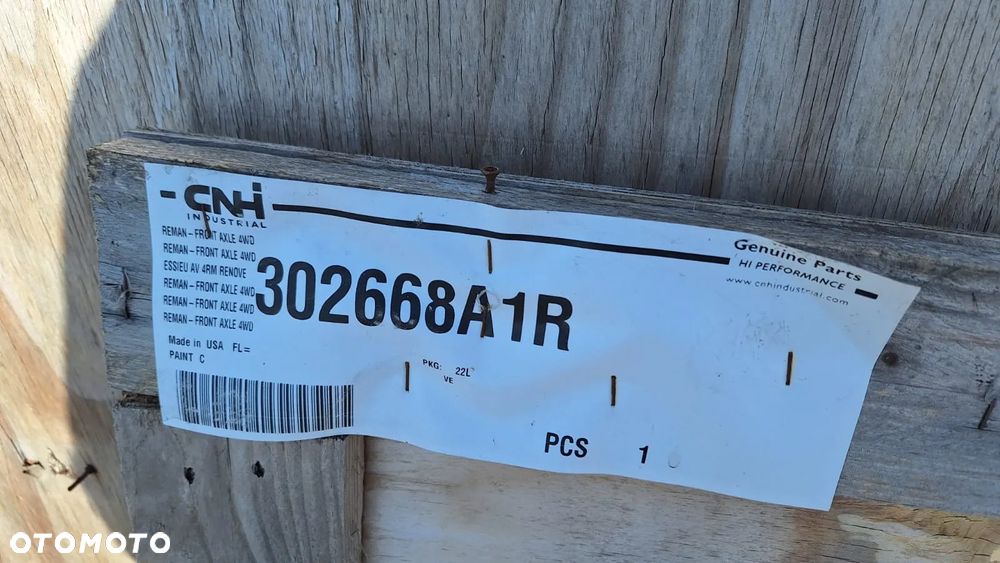 CNHi
INDUSTRIAL
Genuine Parts
HI PERFORMANCE
www.cnhindustrial.com
REMAN-FRONT AXLE 4WD
REMAN-FRONT AXLE 4WD
ESSIEU AV 4RM RENOVE
REMAN-FRONT AXLE 4WD
REMAN-FRONT AXLE 4WD
REMAN-FRONT AXLE 4WD
302668A1R
Made in USA FL=
PAINT C
PKG: 22L
VE
PCS 1
OTOMOTO